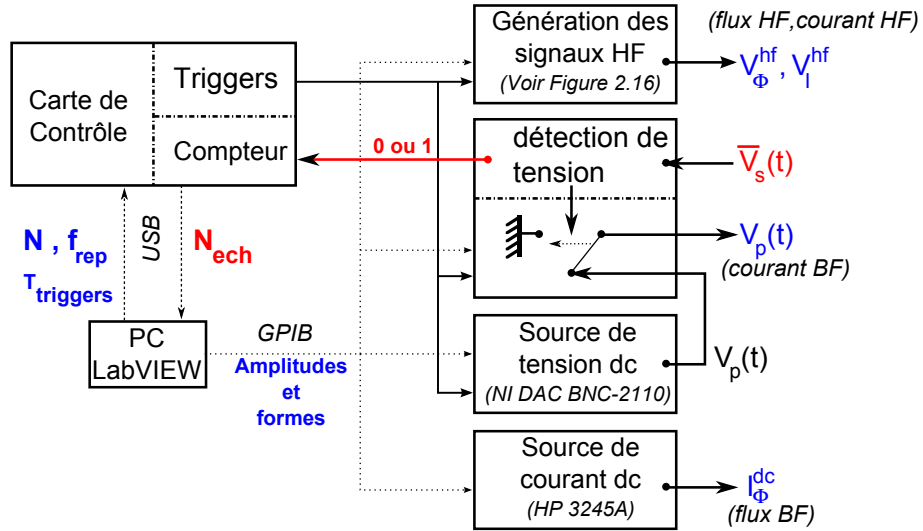 Carte de
Contrôle
Triggers
Compteur
Génération des
signaux HF
(Voir Figure 2.16)
(flux HF,courant HF)
V_Φ^hf , V_I^hf
0 ou 1
détection de
tension
V̅_s(t)
V_p(t)
(courant BF)
N , f_rep
T_triggers
USB
N_ech
PC
LabVIEW
GPIB
Amplitudes
et
formes
Source de
tension dc
(NI DAC BNC-2110)
V_p(t)
Source de
courant dc
(HP 3245A)
I_Φ^dc
(flux BF)